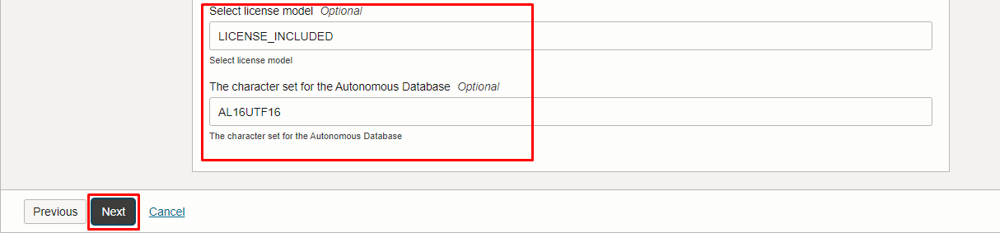 Select license model Optional
LICENSE_INCLUDED
Select license model
The character set for the Autonomous Database Optional
AL16UTF16
The character set for the Autonomous Database
Previous Next Cancel